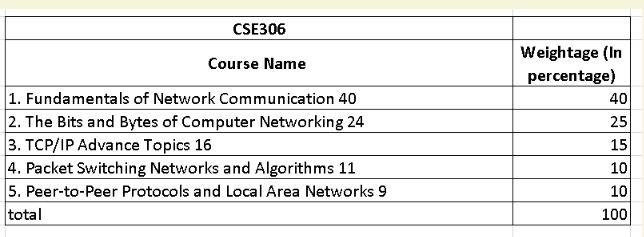 CSE306
Course Name
Weightage (In
percentage)
1. Fundamentals of Network Communication 40 40
2. The Bits and Bytes of Computer Networking 24 25
3. TCP/IP Advance Topics 16 15
4. Packet Switching Networks and Algorithms 11 10
5. Peer-to-Peer Protocols and Local Area Networks 9 10
total 100